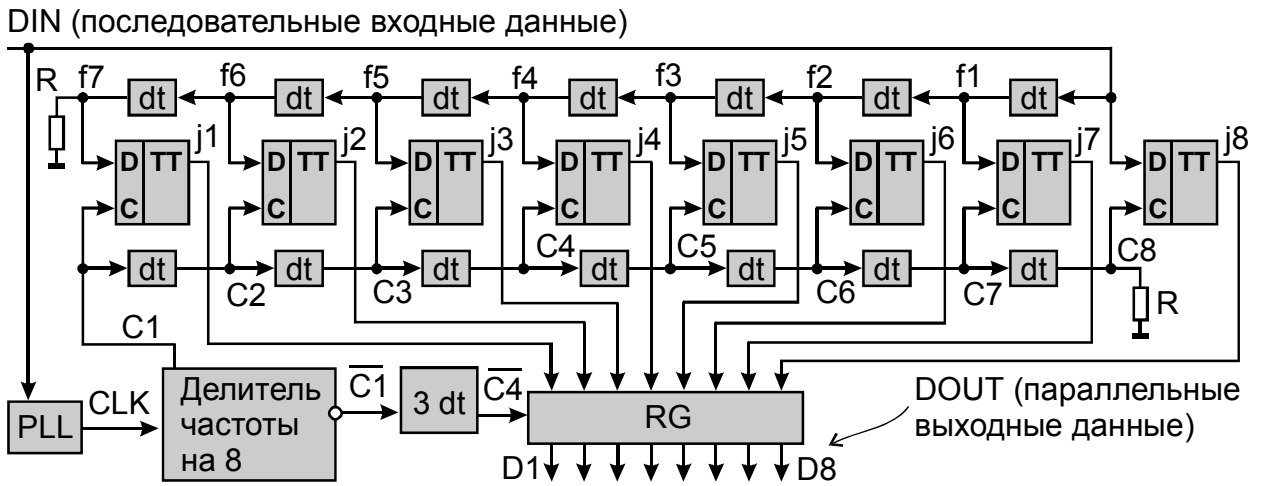 DIN (последовательные входные данные)
R f7 dt f6 dt f5 dt f4 dt f3 dt f2 dt f1 dt
D TT j1 D TT j2 D TT j3 D TT j4 D TT j5 D TT j6 D TT j7 D TT j8
C C C C C C C C
dt dt dt C4 dt C5 dt dt dt C8
C2 C3 C6 C7 R
C1
PLL CLK Делитель частоты на 8 C̅1̅ 3 dt C̅4̅ RG
DOUT (параллельные
выходные данные)
D1 D8